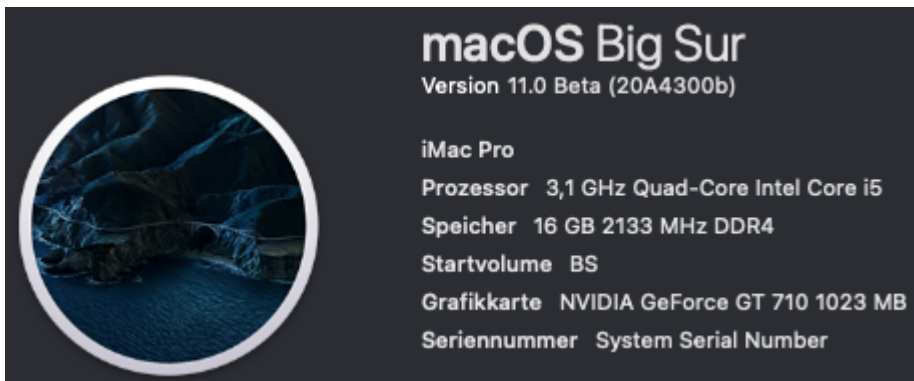 macOS Big Sur
Version 11.0 Beta (20A4300b)
iMac Pro
Prozessor 3,1 GHz Quad-Core Intel Core i5
Speicher 16 GB 2133 MHz DDR4
Startvolume BS
Grafikkarte NVIDIA GeForce GT 710 1023 MB
Seriennummer System Serial Number